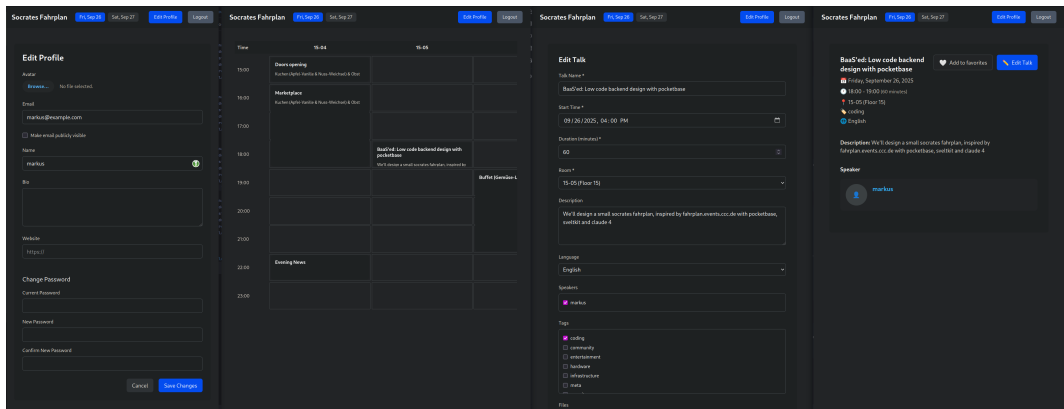 Socrates Fahrplan
Fri, Sep 26
Sat, Sep 27
Edit Profile
Logout
Edit Profile
Avatar
Browse...
No file selected.
Email
markus@example.com
Make email publicly visible
Name
markus
Bio
Website
https://
Change Password
Current Password
New Password
Confirm New Password
Cancel
Save Changes
Socrates Fahrplan
Fri, Sep 26
Sat, Sep 27
Edit Profile
Logout
Time
15-04
15-05
15:00
Doors opening
Kuchen (Apfel-Vanille & Nuss-Weichsel) & Obst
16:00
Marketplace
Kuchen (Apfel-Vanille & Nuss-Weichsel) & Obst
17:00
18:00
BaaS'ed: Low code backend design with
pocketbase
We'll design a small socrates fahrplan, inspired by
19:00
Buffet (Gemüse-L
20:00
21:00
22:00
Evening News
23:00
Socrates Fahrplan
Fri, Sep 26
Sat, Sep 27
Edit Profile
Logout
Edit Talk
Talk Name *
BaaS'ed: Low code backend design with pocketbase
Start Time *
09/26/2025, 04:00 PM
Duration (minutes) *
60
Room *
15-05 (Floor 15)
Description
We'll design a small socrates fahrplan, inspired by fahrplan.events.ccc.de with pocketbase,
sveltkit and claude 4
Language
English
Speakers
markus
Tags
coding
community
entertainment
hardware
infrastructure
meta
Files
Socrates Fahrplan
Fri, Sep 26
Sat, Sep 27
Edit Profile
Logout
BaaS'ed: Low code backend
design with pocketbase
Add to favorites
Edit Talk
Friday, September 26, 2025
18:00 - 19:00 (60 minutes)
15-05 (Floor 15)
coding
English
Description: We'll design a small socrates fahrplan, inspired by
fahrplan.events.ccc.de with pocketbase, sveltkit and claude 4
Speaker
markus